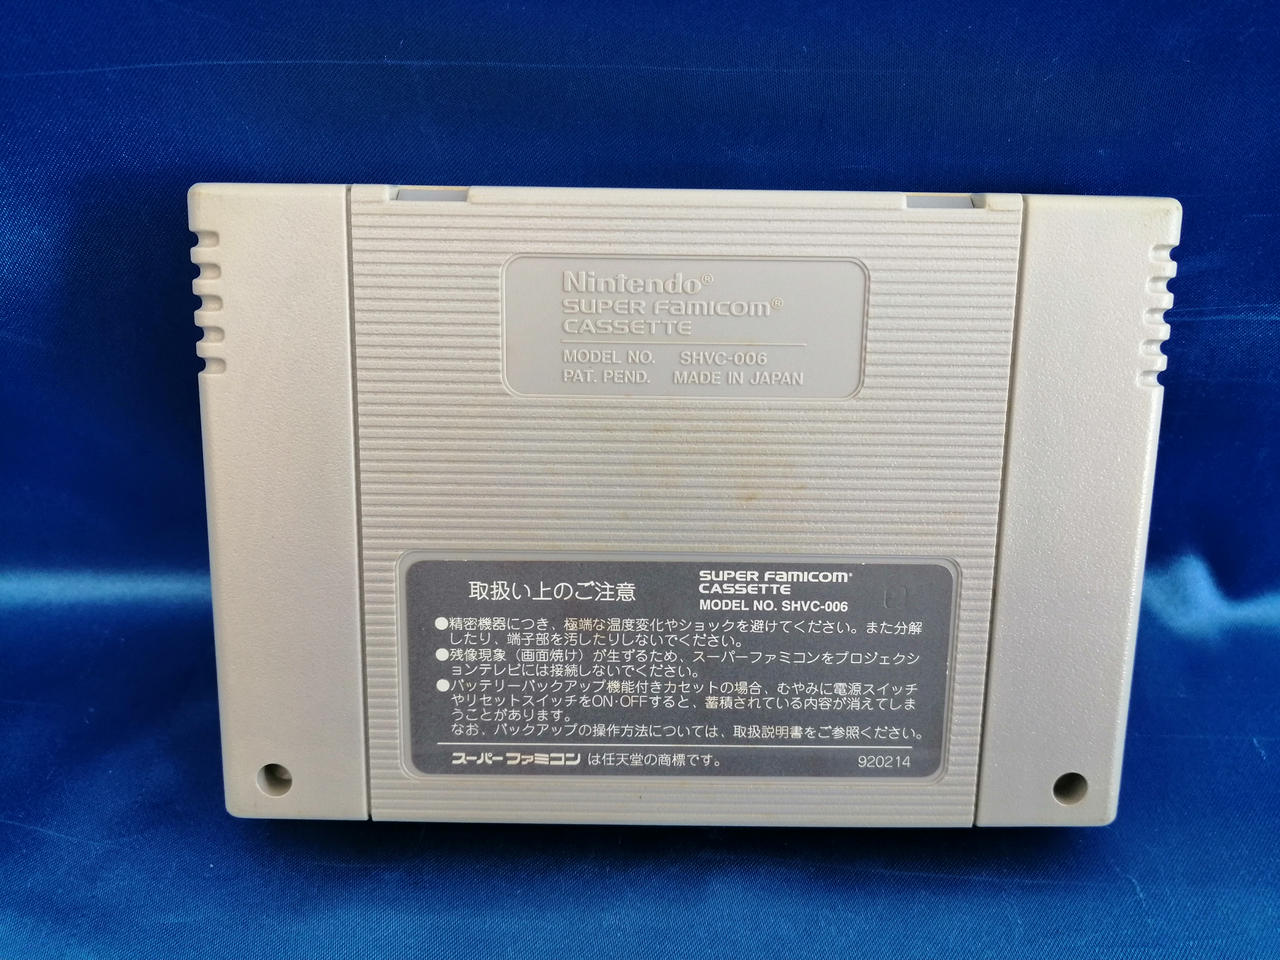 Nintendo®
SUPER FAMICOM®
CASSETTE
MODEL NO. SHVC-006
PAT. PEND. MADE IN JAPAN
取扱い上のご注意
SUPER FAMICOM
CASSETTE
MODEL NO. SHVC-006
●精密機器につき、極端な温度変化やショックを避けてください。また分解
したり、端子部を汚したりしないでください。
●残像現象（画面焼け）が生ずるため、スーパーファミコンをプロジェクシ
ョンテレビには接続しないでください。
●バッテリーバックアップ機能付きカセットの場合、むやみに電源スイッチ
やリセットスイッチをON・OFFすると、蓄積されている内容が消えてしま
うことがあります。
なお、バックアップの操作方法については、取扱説明書をご参照ください。
スーパーファミコン は任天堂の商標です。
920214